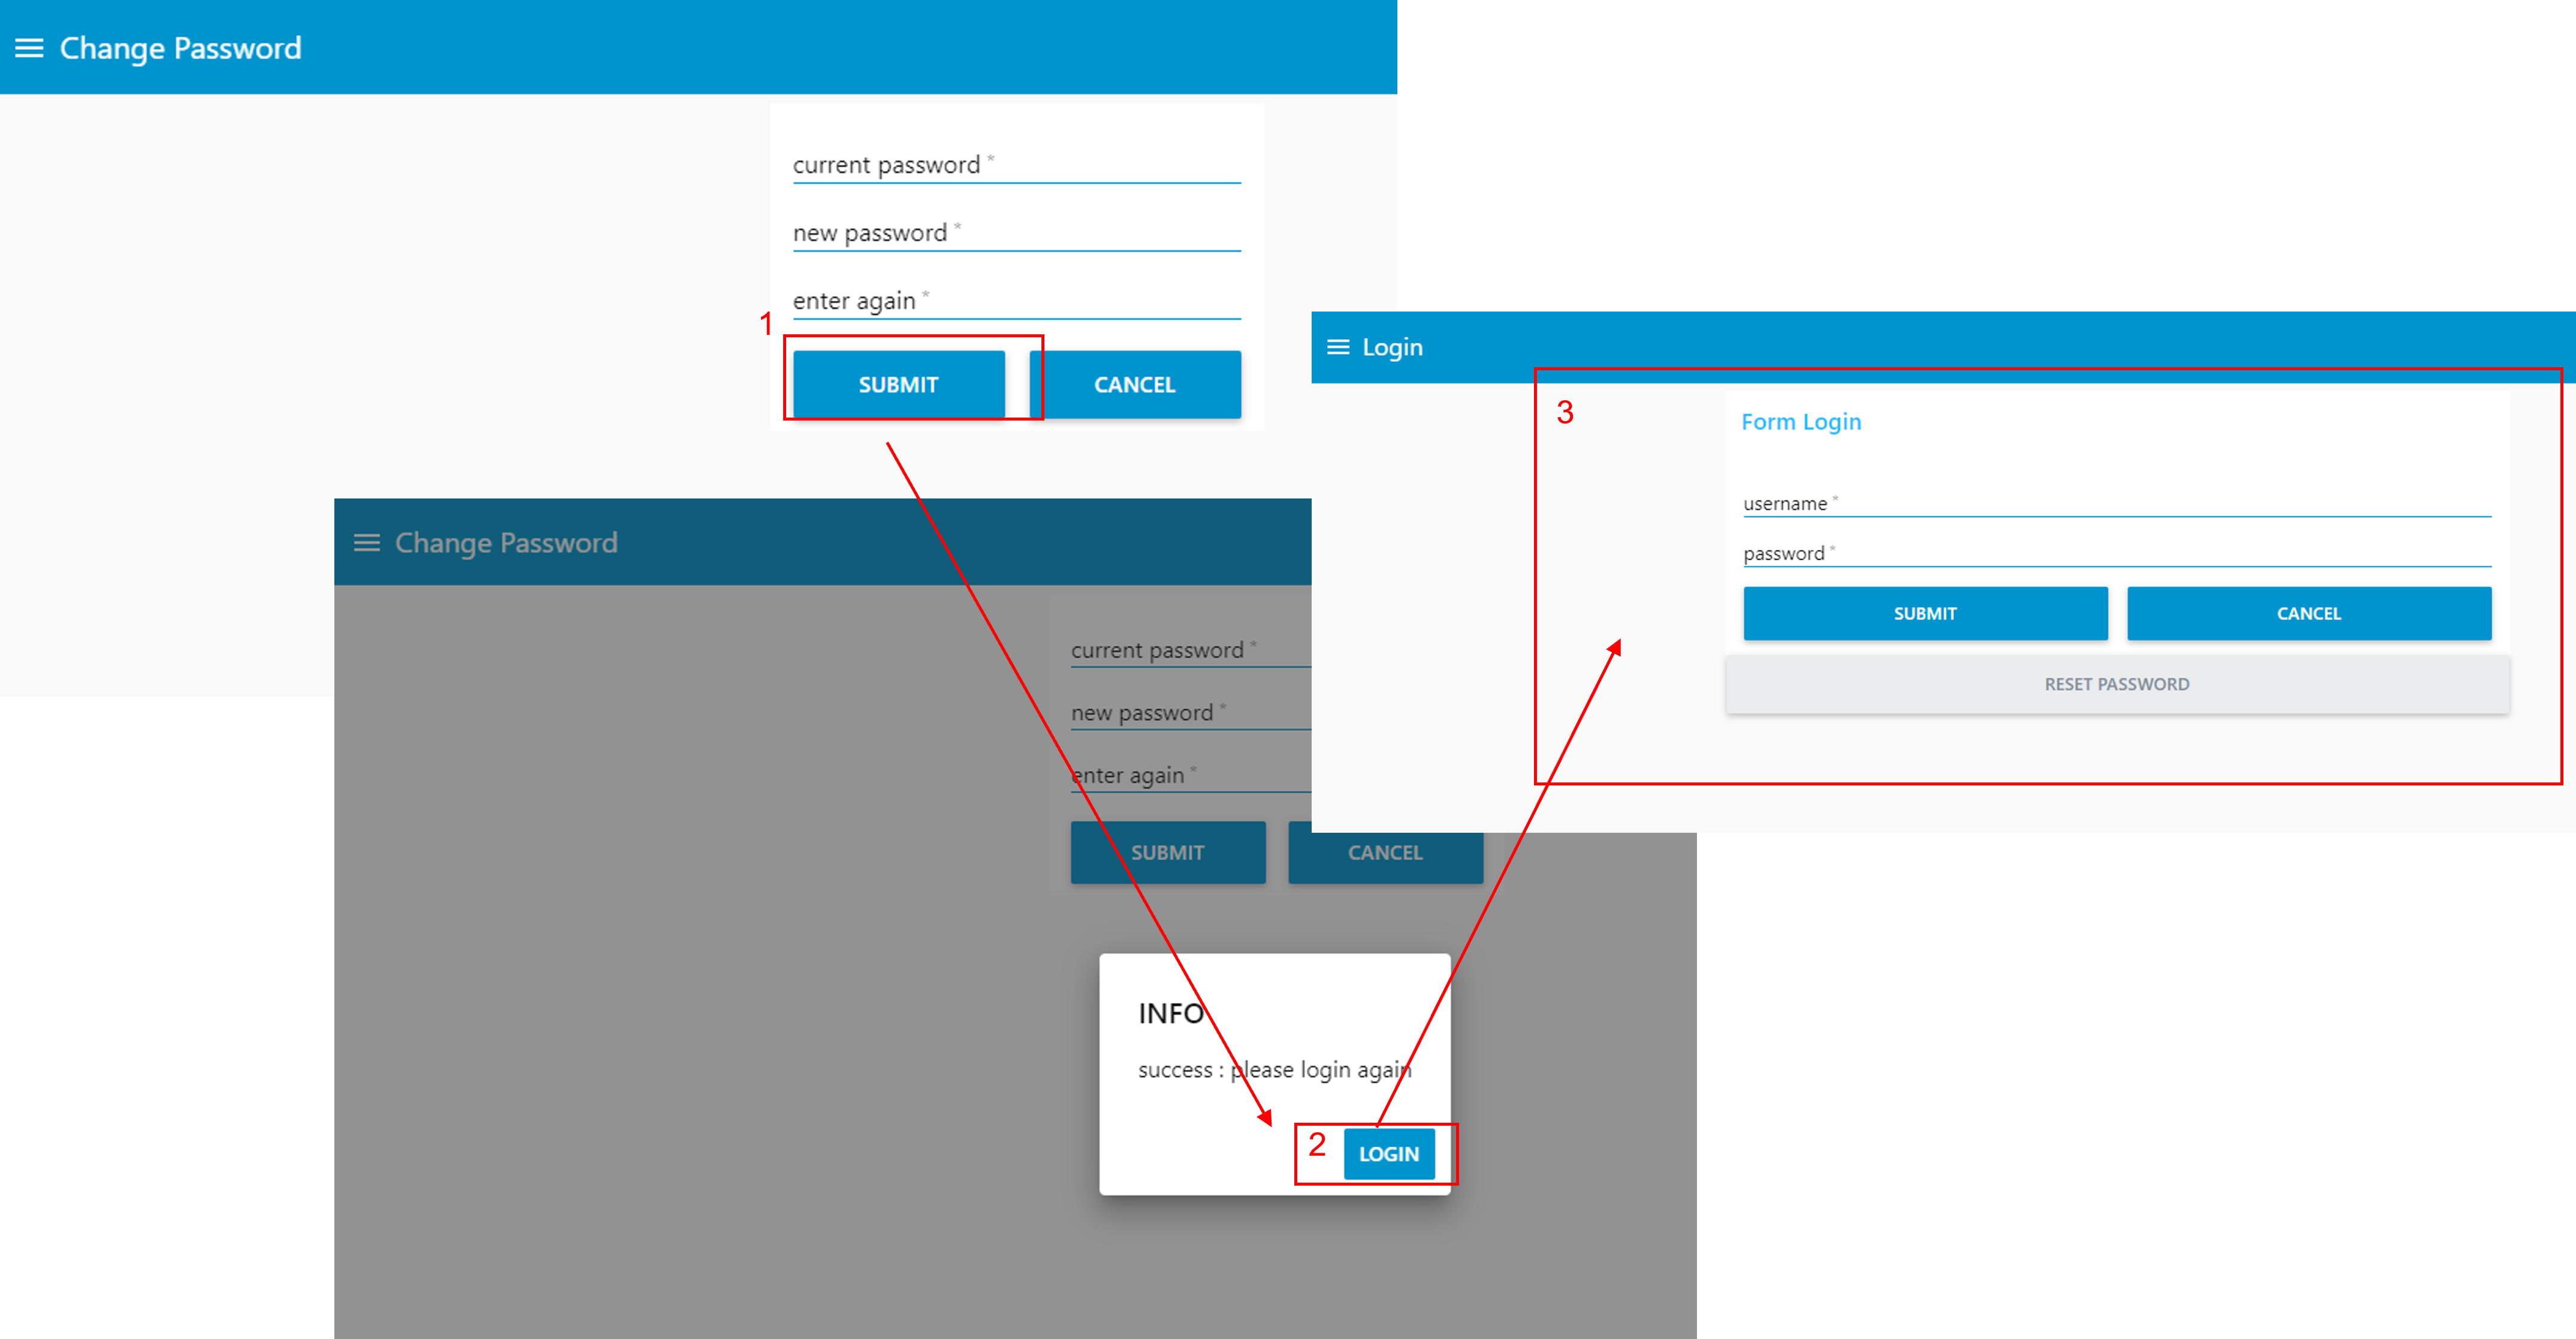 Change Password
current password *
new password *
enter again *
1
SUBMIT
CANCEL
Login
3
Form Login
username *
password *
SUBMIT
CANCEL
RESET PASSWORD
Change Password
current password *
new password *
enter again *
SUBMIT
CANCEL
INFO
success : please login again
2
LOGIN